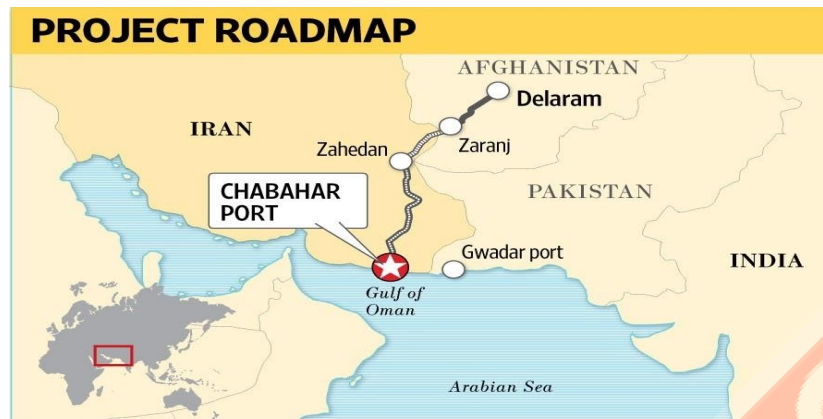 PROJECT ROADMAP
AFGHANISTAN
Delaram
IRAN
Zaranj
Zahedan
CHABAHAR
PORT
PAKISTAN
Gwadar port
INDIA
Gulf of
Oman
Arabian Sea